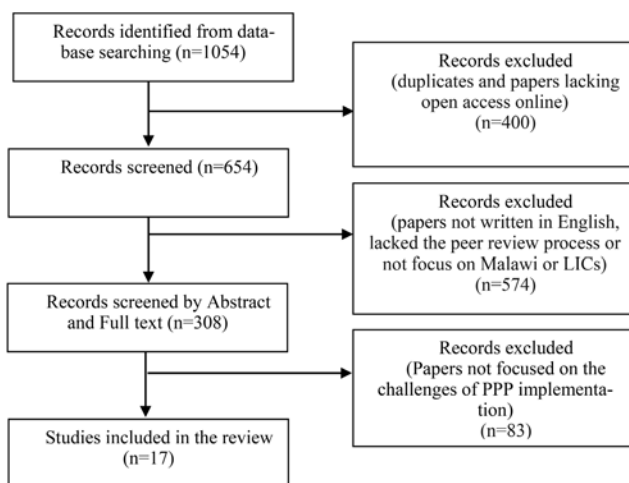 Records identified from data-
base searching (n=1054)
Records excluded
(duplicates and papers lacking
open access online)
(n=400)
Records screened (n=654)
Records excluded
(papers not written in English,
lacked the peer review process or
not focus on Malawi or LICs)
(n=574)
Records screened by Abstract
and Full text (n=308)
Records excluded
(Papers not focused on the
challenges of PPP implementa-
tion)
(n=83)
Studies included in the review
(n=17)